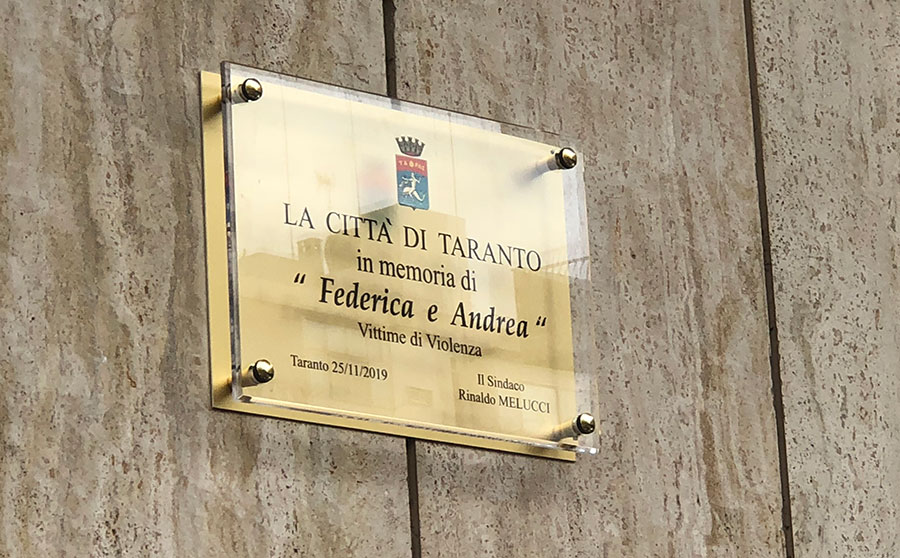 LA CITTÀ DI TARANTO
in memoria di
“ Federica e Andrea “
Vittime di Violenza
Taranto 25/11/2019
Il Sindaco
Rinaldo MELUCCI